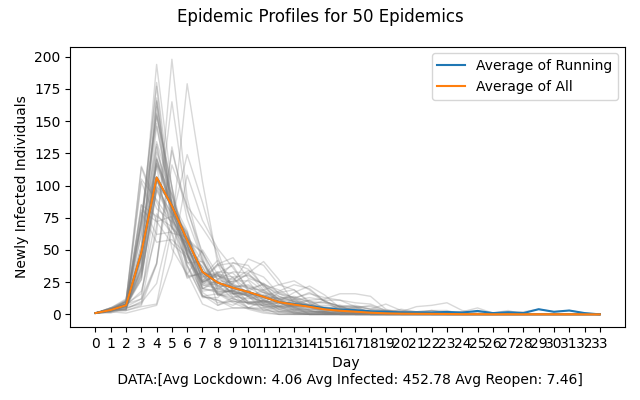 Epidemic Profiles for 50 Epidemics
Newly Infected Individuals
200
175
150
125
100
75
50
25
0
Average of Running
Average of All
0 1 2 3 4 5 6 7 8 9 10 11 12 13 14 15 16 17 18 19 20 21 22 23 24 25 26 27 28 29 30 31 32 33
Day
DATA:[Avg Lockdown: 4.06 Avg Infected: 452.78 Avg Reopen: 7.46]